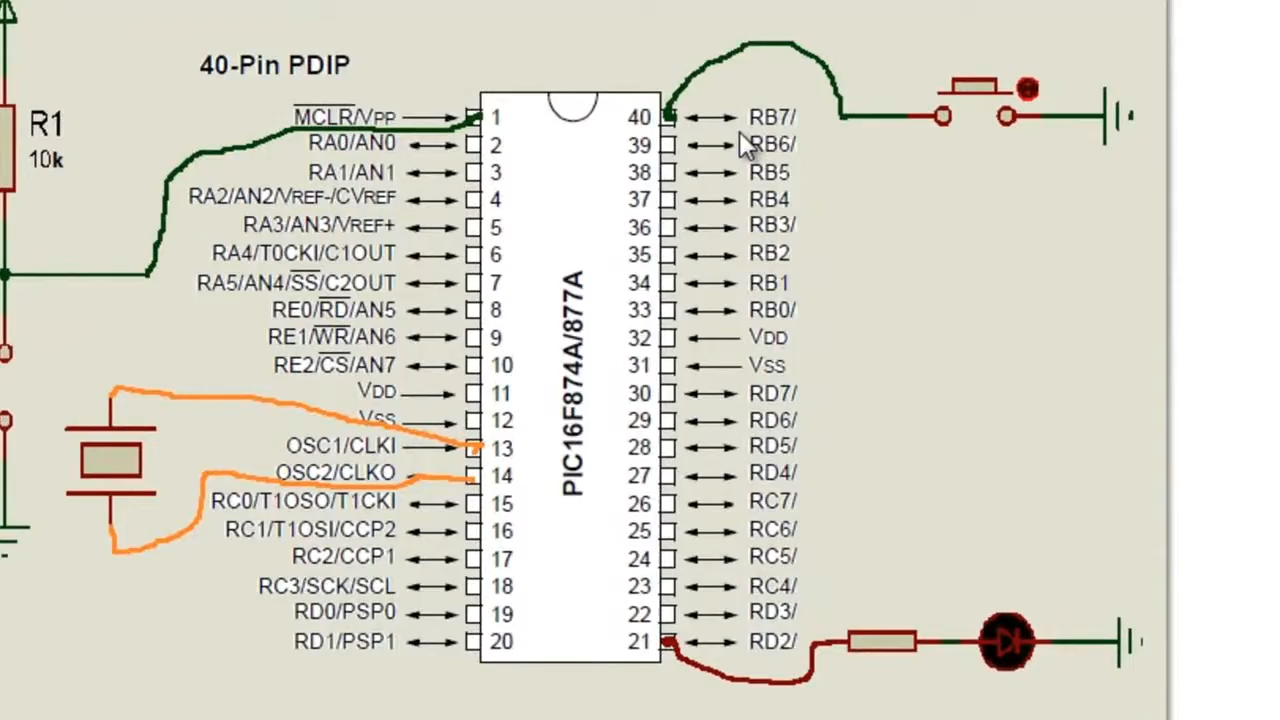 40-Pin PDIP
R1
10k
MCLR/VPP 1 40 RB7/
RA0/AN0 2 39 RB6/
RA1/AN1 3 38 RB5
RA2/AN2/VREF-/CVREF 4 37 RB4
RA3/AN3/VREF+ 5 36 RB3/
RA4/T0CKI/C1OUT 6 35 RB2
RA5/AN4/SS/C2OUT 7 34 RB1
RE0/RD/AN5 8 33 RB0/
RE1/WR/AN6 9 32 VDD
RE2/CS/AN7 10 31 VSS
VDD 11 30 RD7/
VSS 12 29 RD6/
OSC1/CLKI 13 28 RD5/
OSC2/CLKO 14 27 RD4/
RC0/T1OSO/T1CKI 15 26 RC7/
RC1/T1OSI/CCP2 16 25 RC6/
RC2/CCP1 17 24 RC5/
RC3/SCK/SCL 18 23 RC4/
RD0/PSP0 19 22 RD3/
RD1/PSP1 20 21 RD2/
PIC16F874A/877A